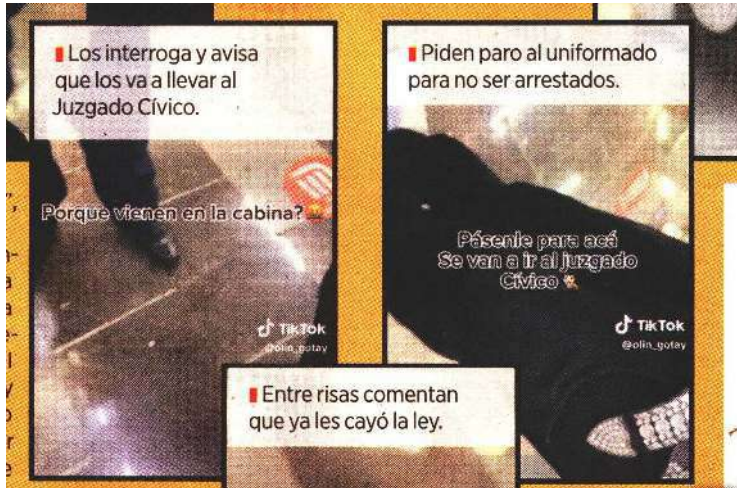 Los interroga y avisa
que los va a llevar al
Juzgado Cívico.
Porque vienen en la cabina?
TikTok
@olin_gotay
Piden paro al uniformado
para no ser arrestados.
Pásenle para acá
Se van a ir al juzgado
Cívico
TikTok
@olin_gotay
Entre risas comentan
que ya les cayó la ley.